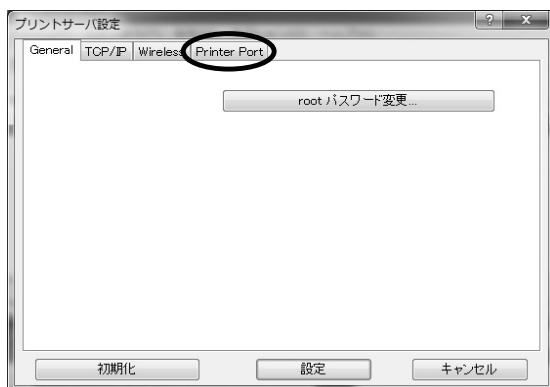 プリントサーバ設定
General TCP/IP Wireless Printer Port
root パスワード変更...
初期化 設定 キャンセル